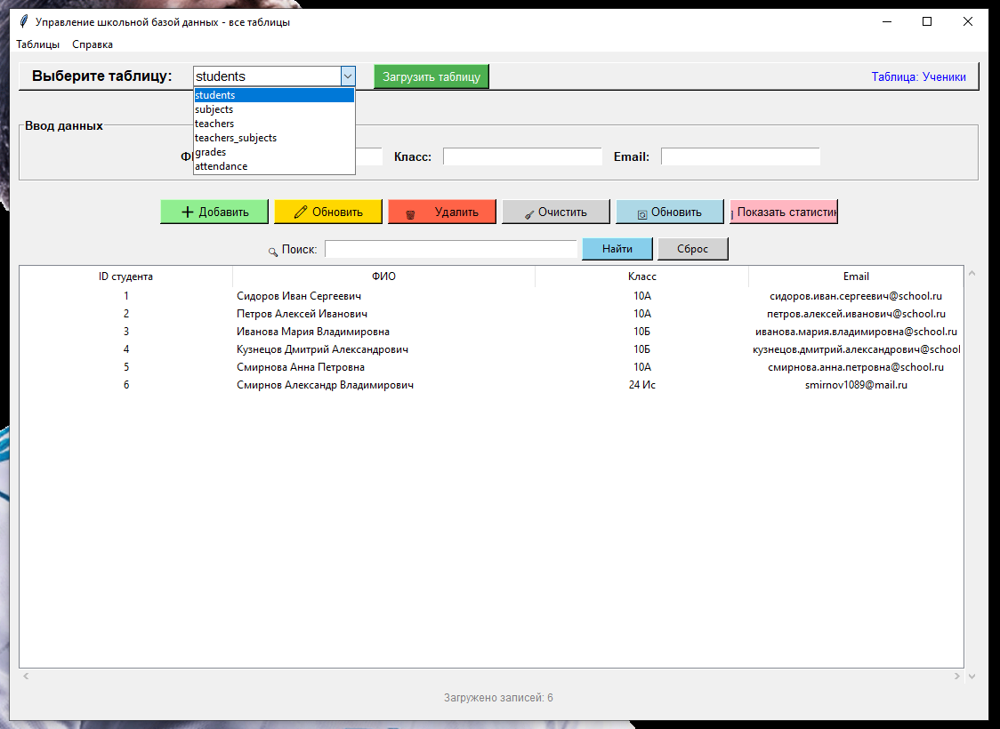 Управление школьной базой данных - все таблицы
Таблицы Справка
Выберите таблицу: students Загрузить таблицу Таблица: Ученики
students
subjects
teachers
teachers_subjects
grades
attendance
Ввод данных
Класс: Email:
Добавить Обновить Удалить Очистить Обновить Показать статистик
Поиск: Найти Сброс
ID студента ФИО Класс Email
1 Сидоров Иван Сергеевич 10А сидоров.иван.сергеевич@school.ru
2 Петров Алексей Иванович 10А петров.алексей.иванович@school.ru
3 Иванова Мария Владимировна 10Б иванова.мария.владимировна@school.ru
4 Кузнецов Дмитрий Александрович 10Б кузнецов.дмитрий.александрович@school
5 Смирнова Анна Петровна 10А смирнова.анна.петровна@school.ru
6 Смирнов Александр Владимирович 24 Ис smirnov1089@mail.ru
Загружено записей: 6